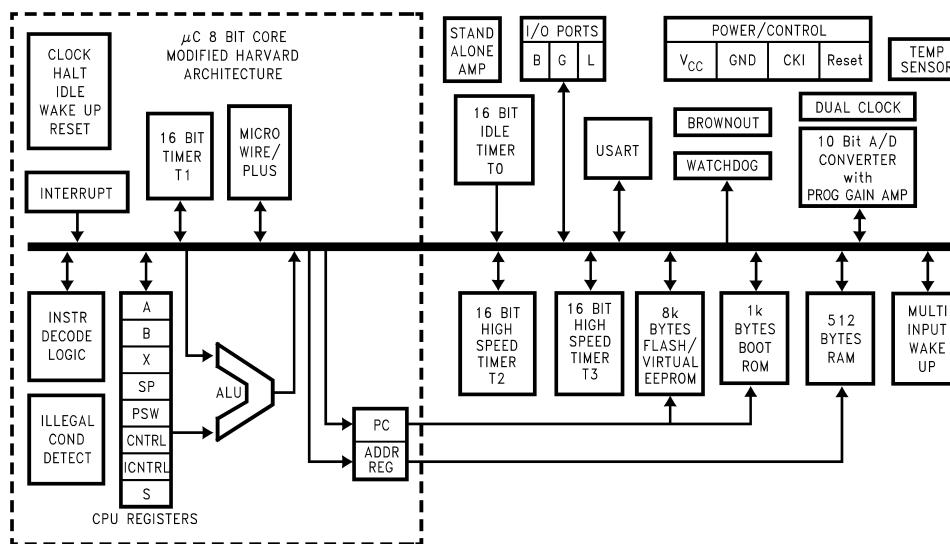 μC 8 BIT CORE
MODIFIED HARVARD
ARCHITECTURE
CLOCK
HALT
IDLE
WAKE UP
RESET
INTERRUPT
16 BIT
TIMER
T1
MICRO
WIRE/
PLUS
STAND
ALONE
AMP
I/O PORTS
B G L
POWER/CONTROL
VCC GND CKI Reset
TEMP
SENSOR
16 BIT
IDLE
TIMER
T0
USART
BROWNOUT
WATCHDOG
DUAL CLOCK
10 Bit A/D
CONVERTER
with
PROG GAIN AMP
INSTR
DECODE
LOGIC
ILLEGAL
COND
DETECT
A
B
X
SP
PSW
CNTRL
ICNTRL
S
CPU REGISTERS
ALU
PC
ADDR
REG
16 BIT
HIGH
SPEED
TIMER
T2
16 BIT
HIGH
SPEED
TIMER
T3
8k
BYTES
FLASH/
VIRTUAL
EEPROM
1k
BYTES
BOOT
ROM
512
BYTES
RAM
MULTI
INPUT
WAKE
UP